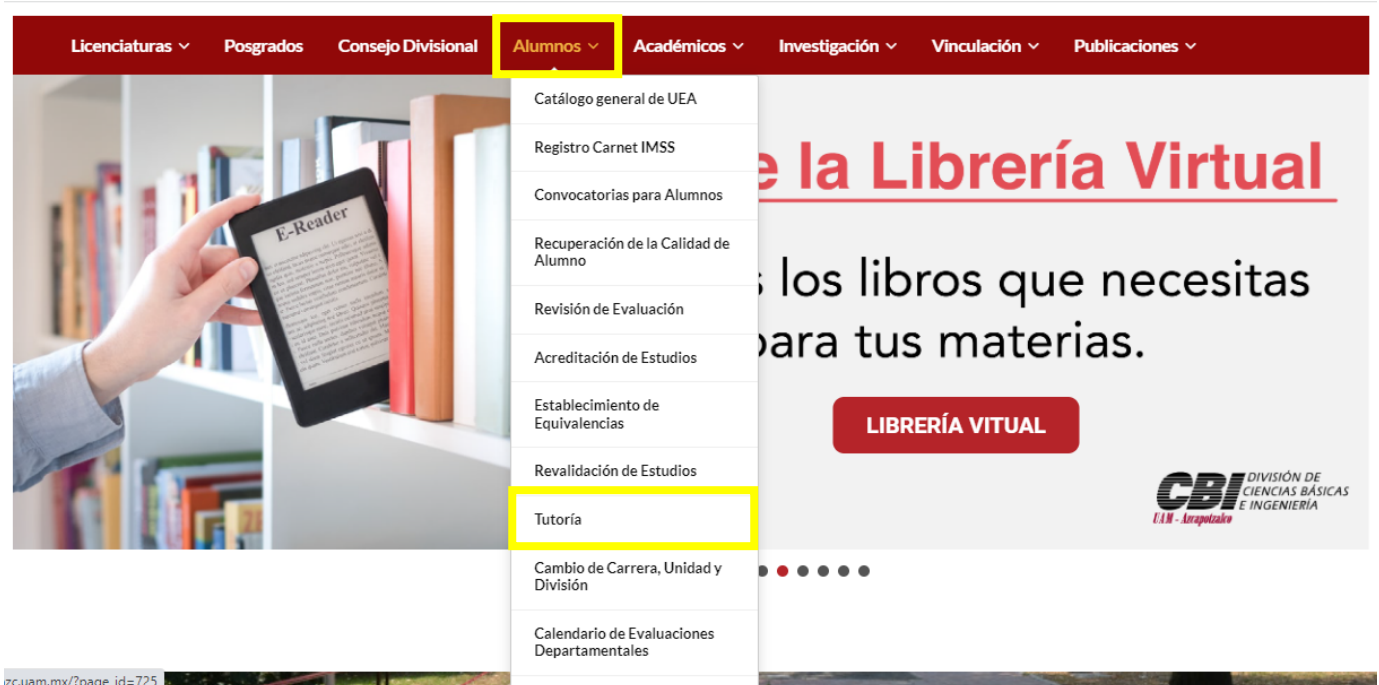 Licenciaturas Posgrados Consejo Divisional Alumnos Académicos Investigación Vinculación Publicaciones
Catálogo general de UEA
Registro Carnet IMSS
Convocatorias para Alumnos
Recuperación de la Calidad de
Alumno
Revisión de Evaluación
Acreditación de Estudios
Establecimiento de
Equivalencias
Revalidación de Estudios
Tutoría
Cambio de Carrera, Unidad y
División
Calendario de Evaluaciones
Departamentales
E-Reader
e la Librería Virtual
s los libros que necesitas
para tus materias.
LIBRERÍA VITUAL
CBI DIVISIÓN DE
CIENCIAS BÁSICAS
E INGENIERÍA
UAM - Azcapotzalco
zc.uam.mx/?page_id=725